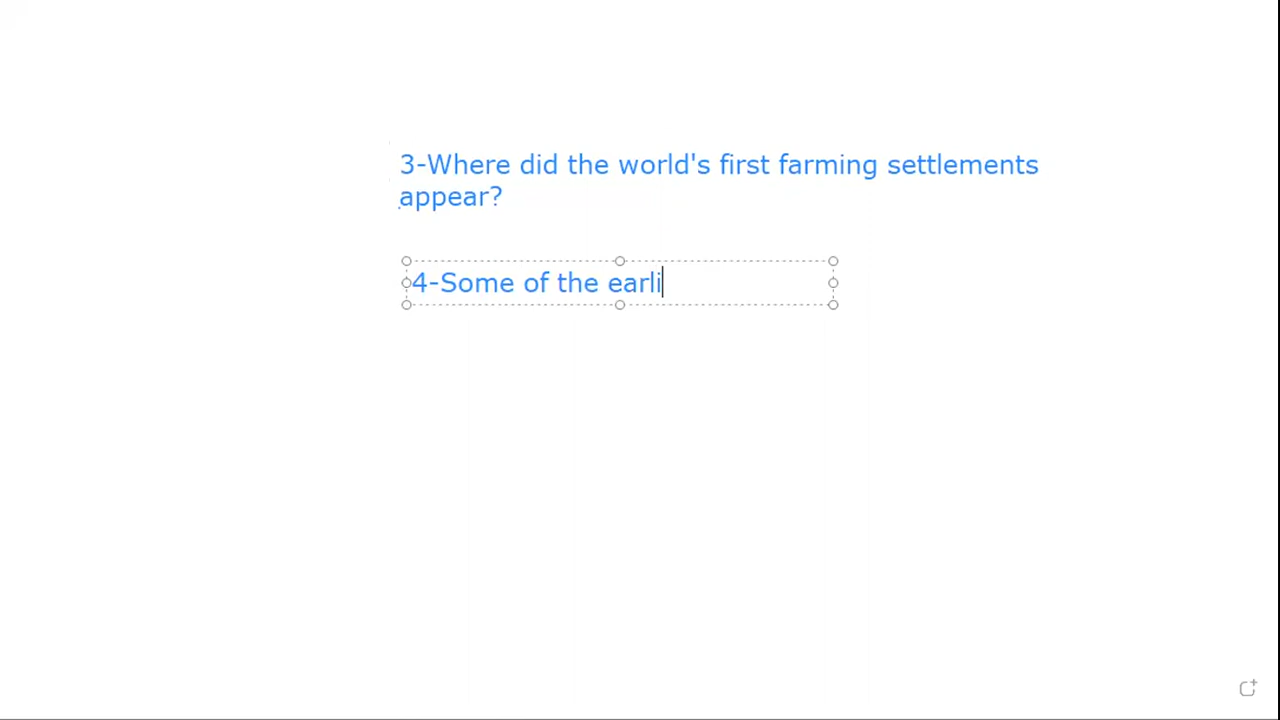 3-Where did the world's first farming settlements
appear?
4-Some of the earli